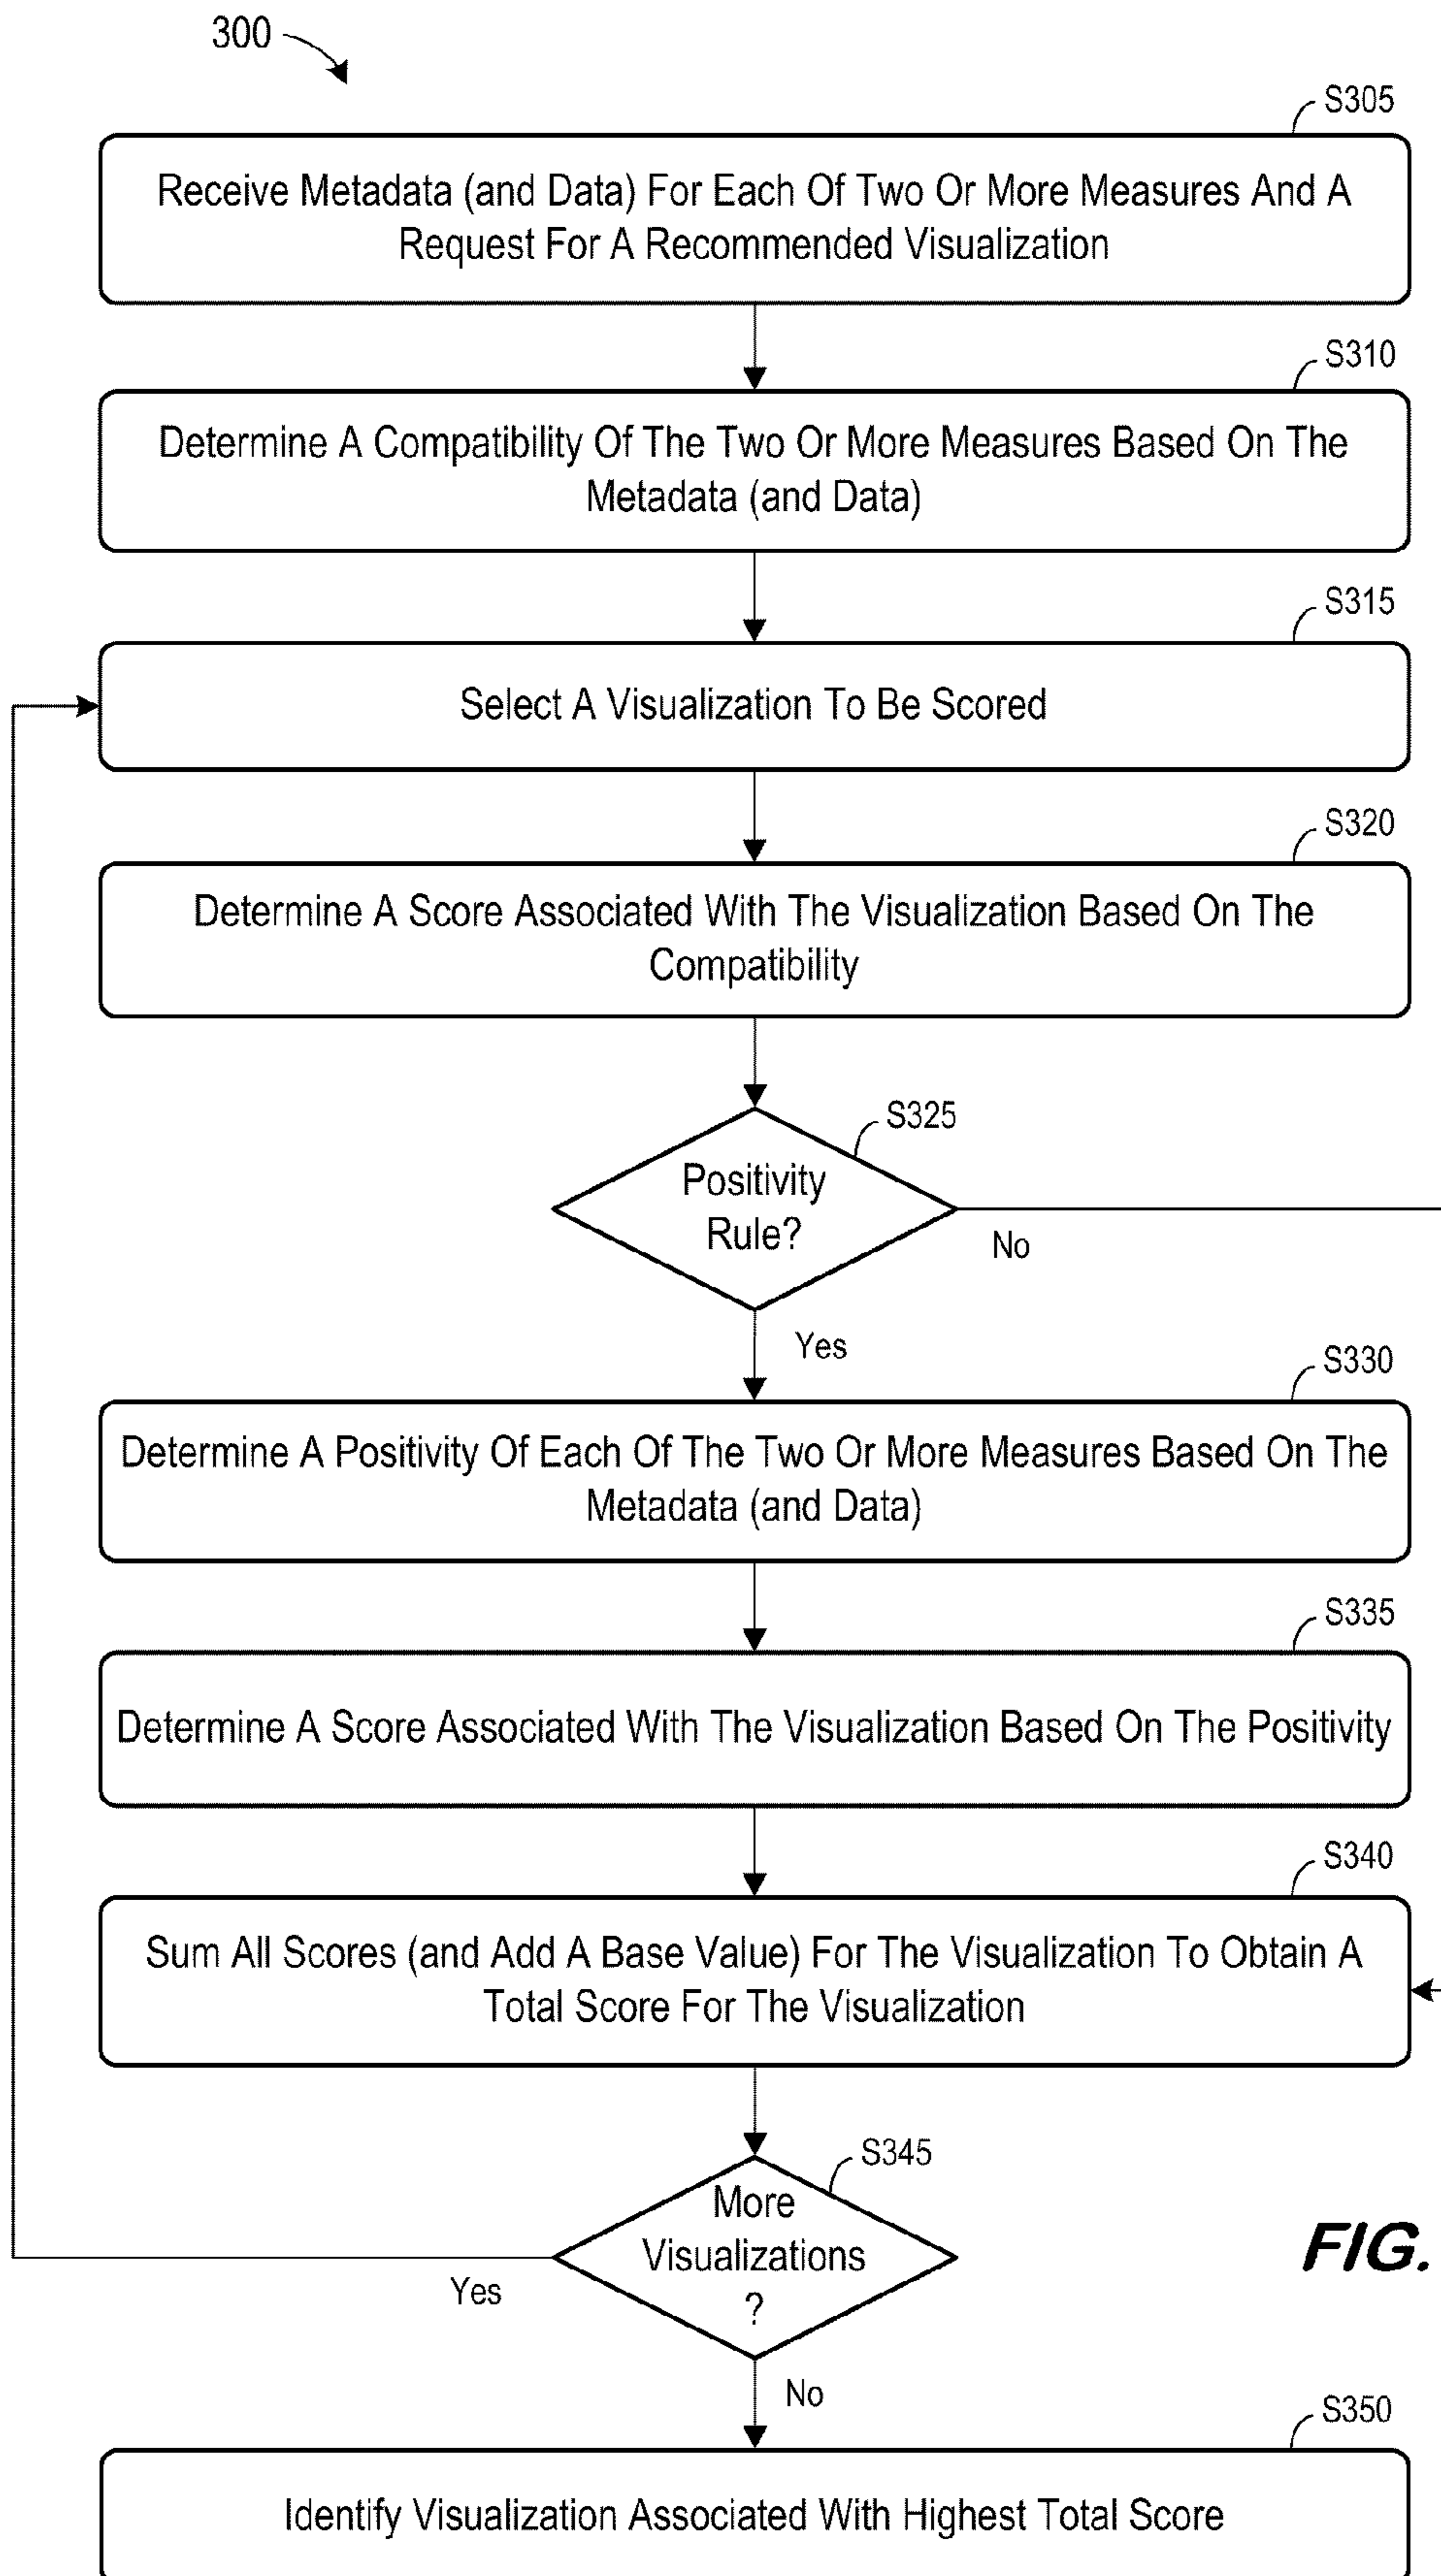 300
S305
Receive Metadata (and Data) For Each Of Two Or More Measures And A
Request For A Recommended Visualization
S310
Determine A Compatibility Of The Two Or More Measures Based On The
Metadata (and Data)
S315
Select A Visualization To Be Scored
S320
Determine A Score Associated With The Visualization Based On The
Compatibility
S325
Positivity
Rule?
No
Yes
S330
Determine A Positivity Of Each Of The Two Or More Measures Based On The
Metadata (and Data)
S335
Determine A Score Associated With The Visualization Based On The Positivity
S340
Sum All Scores (and Add A Base Value) For The Visualization To Obtain A
Total Score For The Visualization
S345
More
Visualizations
?
FIG.
Yes
No
S350
Identify Visualization Associated With Highest Total Score